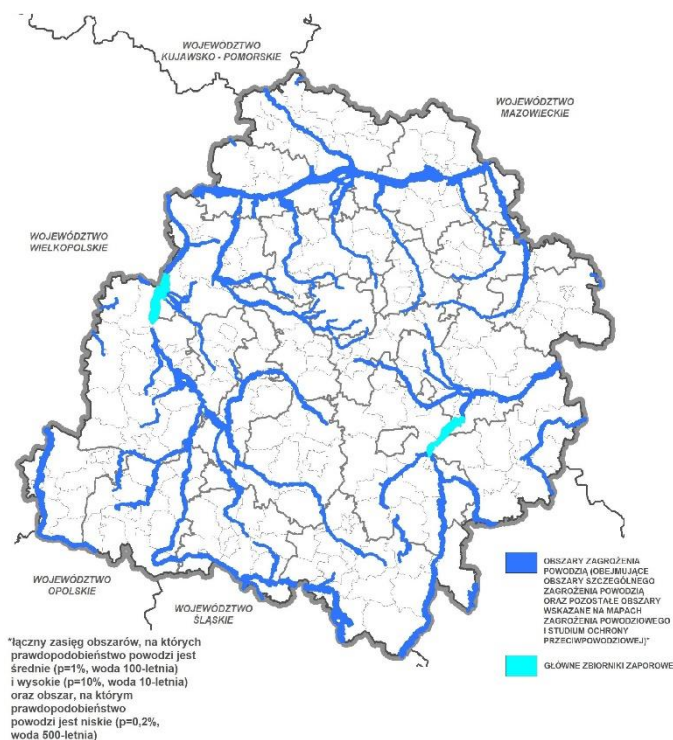 WOJEWÓDZTWO
KUJAWSKO - POMORSKIE
WOJEWÓDZTWO
MAZOWIECKIE
WOJEWÓDZTWO
WIELKOPOLSKIE
WOJEWÓDZTWO
OPOLSKIE
WOJEWÓDZTWO
ŚLĄSKIE
OBSZARY ZAGROŻENIA
POWODZIĄ (OBEJMUJĄCE
OBSZARY SZCZEGÓLNEGO
ZAGROŻENIA POWODZIĄ
ORAZ POZOSTAŁE OBSZARY
WSKAZANE NA MAPACH
ZAGROŻENIA POWODZIOWEGO
I STUDIUM OCHRONY
PRZECIWPOWODZIOWEJ)*
GŁÓWNE ZBIORNIKI ZAPOROWE
*łączny zasięg obszarów, na których
prawdopodobieństwo powodzi jest
średnie (p=1%, woda 100-letnia)
i wysokie (p=10%, woda 10-letnia)
oraz obszar, na którym
prawdopodobieństwo
powodzi jest niskie (p=0,2%,
woda 500-letnia)